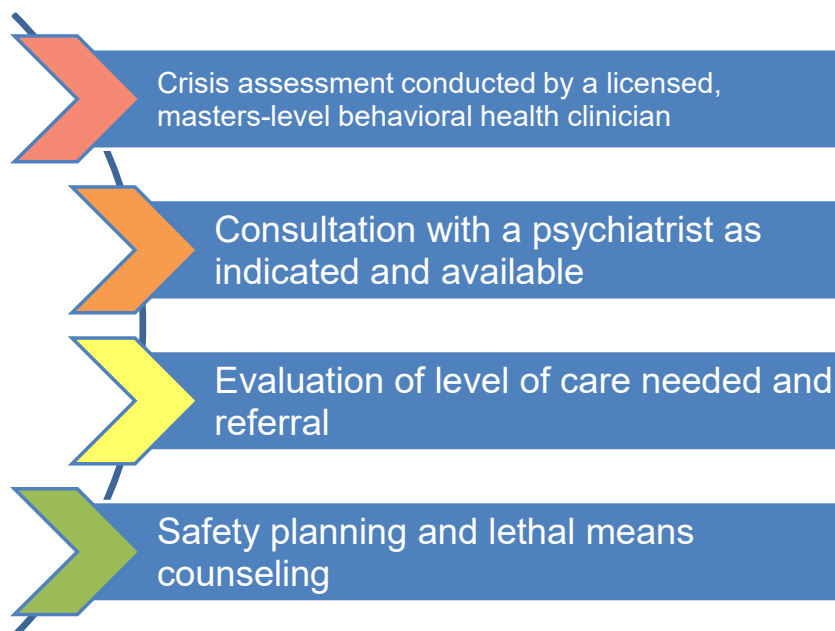 Crisis assessment conducted by a licensed,
masters-level behavioral health clinician
Consultation with a psychiatrist as
indicated and available
Evaluation of level of care needed and
referral
Safety planning and lethal means
counseling